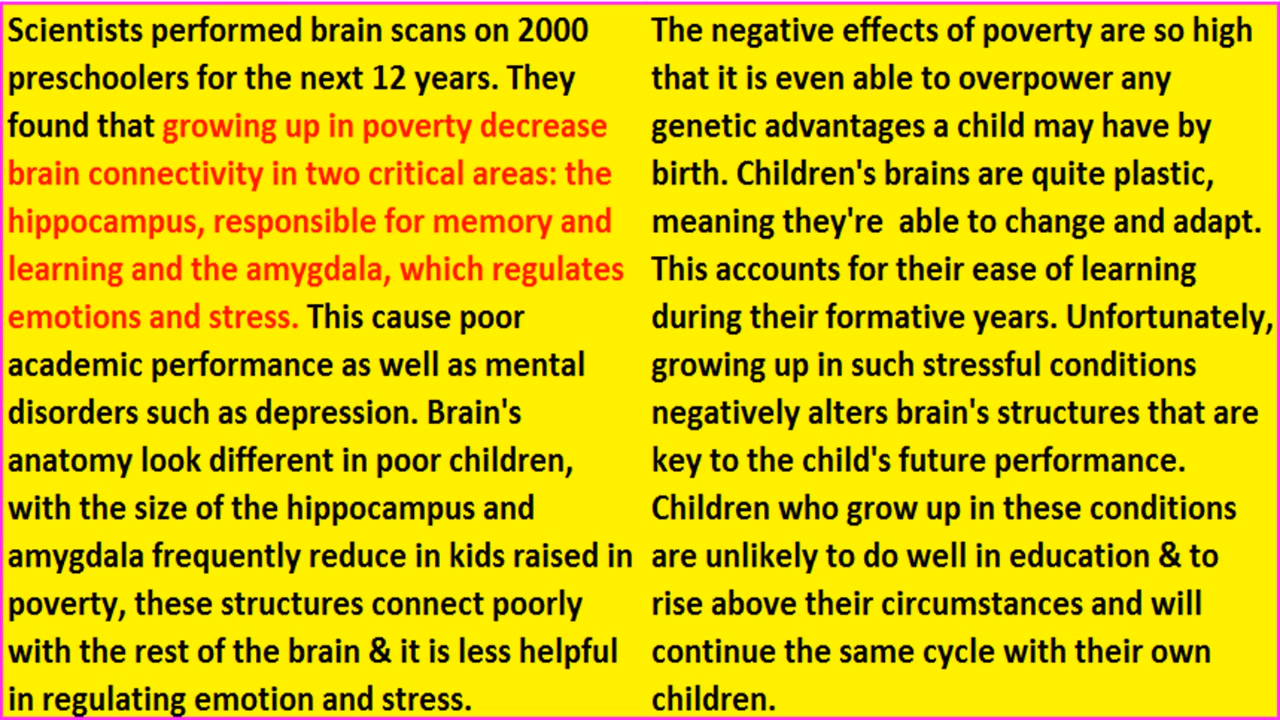 Scientists performed brain scans on 2000
preschoolers for the next 12 years. They
found that growing up in poverty decrease
brain connectivity in two critical areas: the
hippocampus, responsible for memory and
learning and the amygdala, which regulates
emotions and stress. This cause poor
academic performance as well as mental
disorders such as depression. Brain's
anatomy look different in poor children,
with the size of the hippocampus and
amygdala frequently reduce in kids raised in
poverty, these structures connect poorly
with the rest of the brain & it is less helpful
in regulating emotion and stress.
The negative effects of poverty are so high
that it is even able to overpower any
genetic advantages a child may have by
birth. Children's brains are quite plastic,
meaning they're  able to change and adapt.
This accounts for their ease of learning
during their formative years. Unfortunately,
growing up in such stressful conditions
negatively alters brain's structures that are
key to the child's future performance.
Children who grow up in these conditions
are unlikely to do well in education & to
rise above their circumstances and will
continue the same cycle with their own
children.